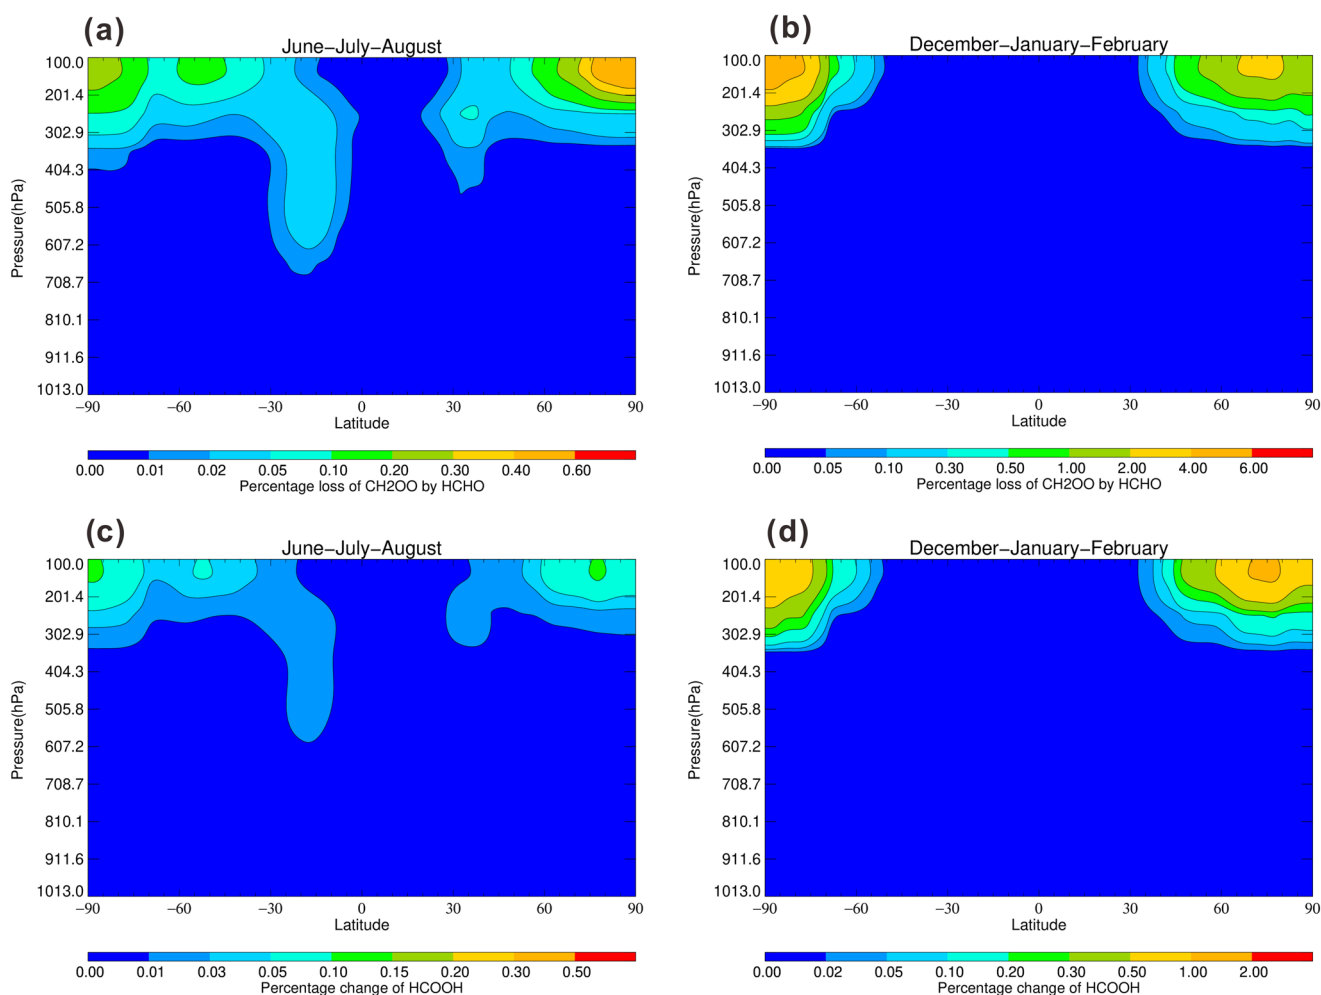 (a)
June−July−August
100.0
201.4
302.9
404.3
505.8
607.2
708.7
810.1
911.6
1013.0
Pressure(hPa)
−90 −60 −30 0 30 60 90
Latitude
0.00 0.01 0.02 0.05 0.10 0.20 0.30 0.40 0.60
Percentage loss of CH2OO by HCHO
(b)
December−January−February
100.0
201.4
302.9
404.3
505.8
607.2
708.7
810.1
911.6
1013.0
Pressure(hPa)
−90 −60 −30 0 30 60 90
Latitude
0.00 0.05 0.10 0.30 0.50 1.00 2.00 4.00 6.00
Percentage loss of CH2OO by HCHO
(c)
June−July−August
100.0
201.4
302.9
404.3
505.8
607.2
708.7
810.1
911.6
1013.0
Pressure(hPa)
−90 −60 −30 0 30 60 90
Latitude
0.00 0.01 0.03 0.05 0.10 0.15 0.20 0.30 0.50
Percentage change of HCOOH
(d)
December−January−February
100.0
201.4
302.9
404.3
505.8
607.2
708.7
810.1
911.6
1013.0
Pressure(hPa)
−90 −60 −30 0 30 60 90
Latitude
0.00 0.02 0.05 0.10 0.20 0.30 0.50 1.00 2.00
Percentage change of HCOOH